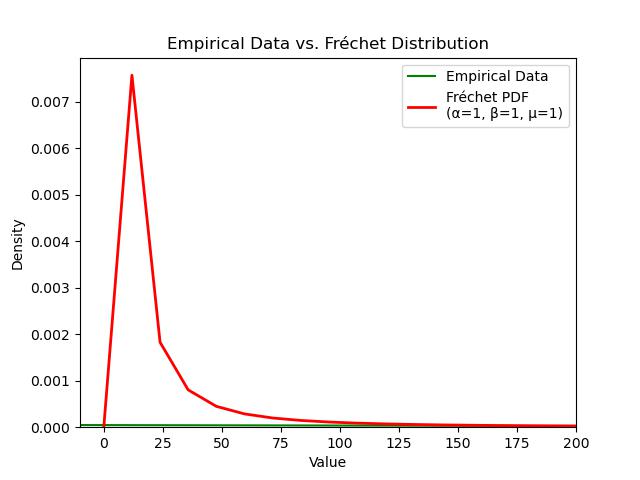 Empirical Data vs. Fréchet Distribution
Empirical Data
Fréchet PDF
(α=1, β=1, μ=1)
Density
0.007
0.006
0.005
0.004
0.003
0.002
0.001
0.000
0 25 50 75 100 125 150 175 200
Value